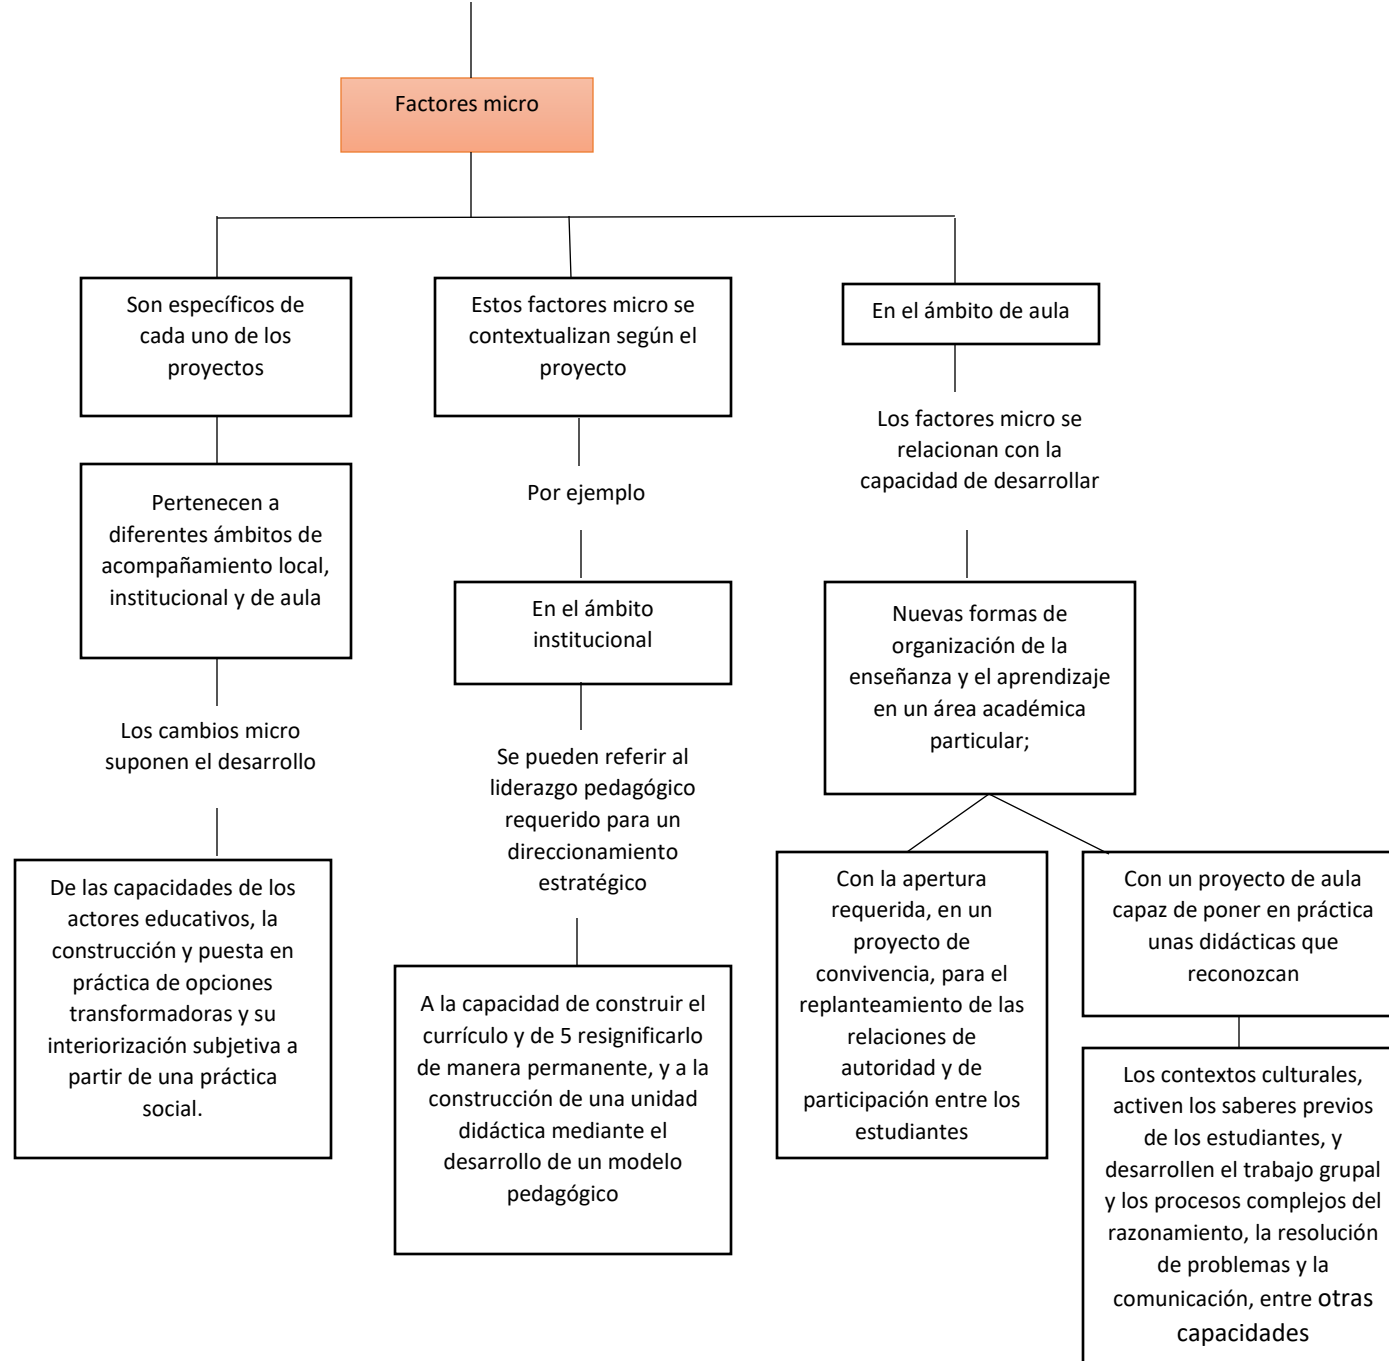 Factores micro
Son específicos de
cada uno de los
proyectos
Pertenecen a
diferentes ámbitos de
acompañamiento local,
institucional y de aula
Los cambios micro
suponen el desarrollo
De las capacidades de los
actores educativos, la
construcción y puesta en
práctica de opciones
transformadoras y su
interiorización subjetiva a
partir de una práctica
social.
Estos factores micro se
contextualizan según el
proyecto
Por ejemplo
En el ámbito
institucional
Se pueden referir al
liderazgo pedagógico
requerido para un
direccionamiento
estratégico
A la capacidad de construir el
currículo y de 5 resignificarlo
de manera permanente, y a la
construcción de una unidad
didáctica mediante el
desarrollo de un modelo
pedagógico
En el ámbito de aula
Los factores micro se
relacionan con la
capacidad de desarrollar
Nuevas formas de
organización de la
enseñanza y el aprendizaje
en un área académica
particular;
Con la apertura
requerida, en un
proyecto de
convivencia, para el
replanteamiento de las
relaciones de
autoridad y de
participación entre los
estudiantes
Con un proyecto de aula
capaz de poner en práctica
unas didácticas que
reconozcan
Los contextos culturales,
activen los saberes previos
de los estudiantes, y
desarrollen el trabajo grupal
y los procesos complejos del
razonamiento, la resolución
de problemas y la
comunicación, entre otras
capacidades